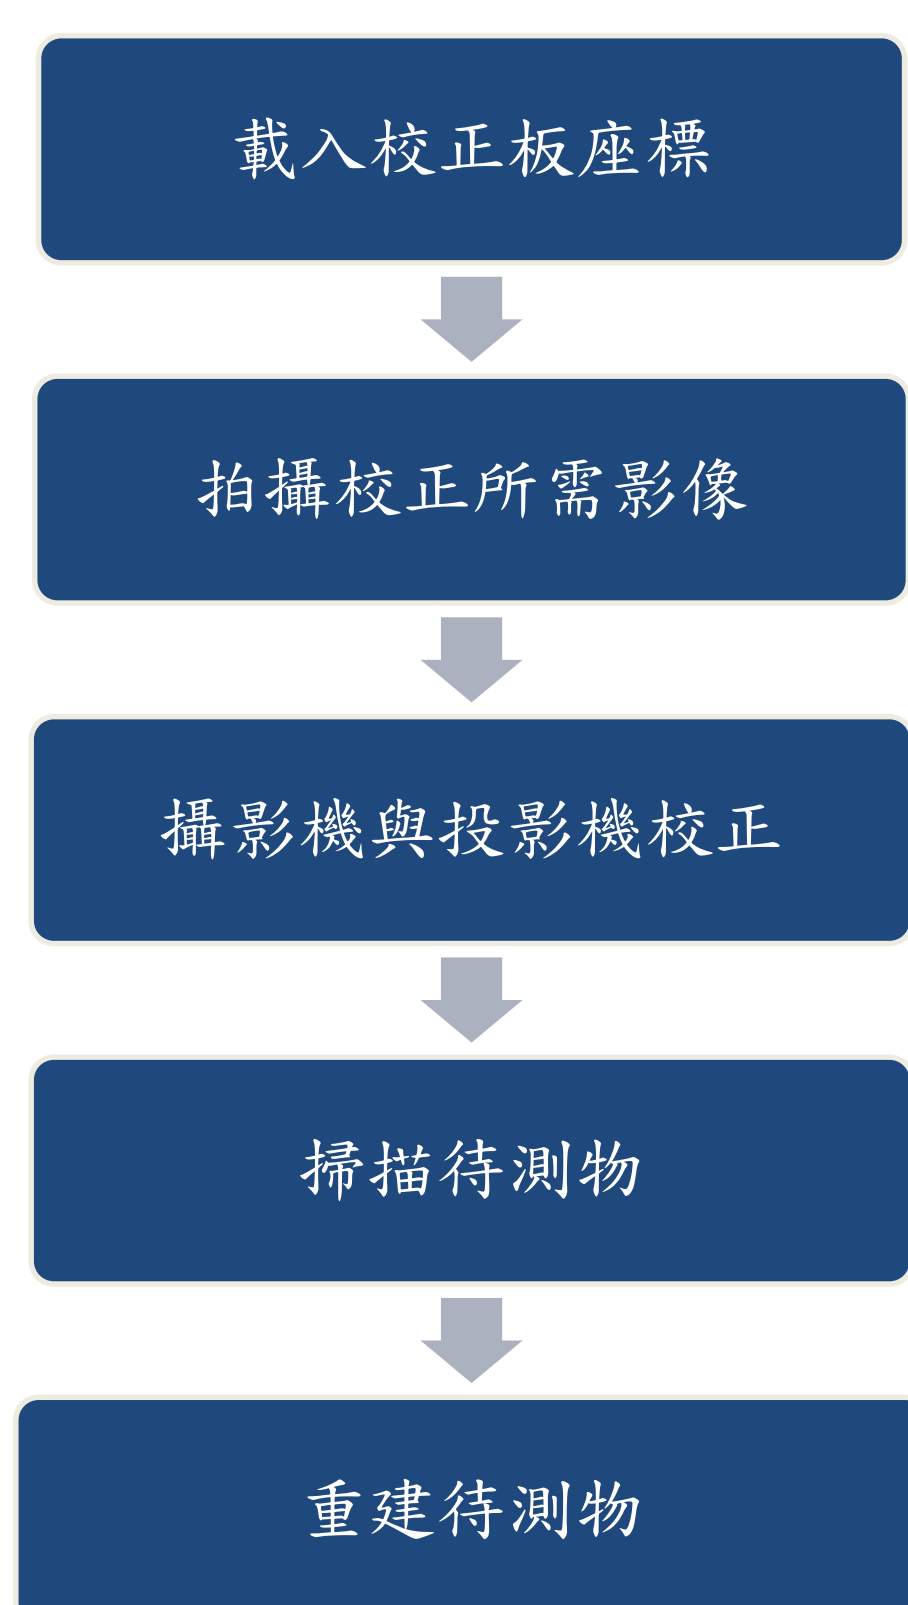 載入校正板座標
拍攝校正所需影像
攝影機與投影機校正
掃描待測物
重建待測物